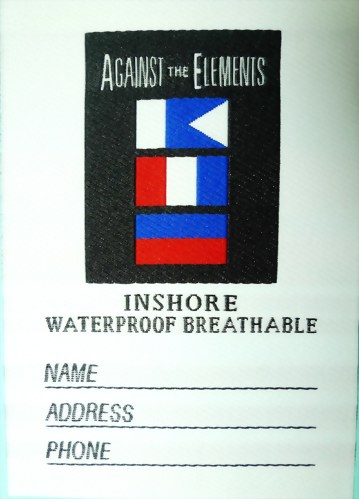 AGAINST THE ELEMENTS
INSHORE
WATERPROOF BREATHABLE
NAME
ADDRESS
PHONE